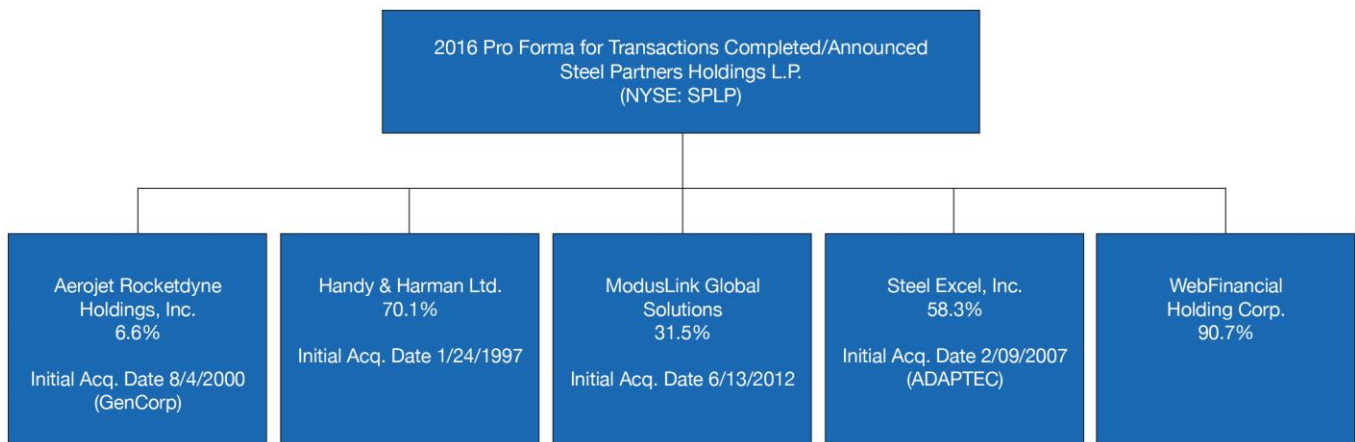 2016 Pro Forma for Transactions Completed/Announced
Steel Partners Holdings L.P.
(NYSE: SPLP)
Aerojet Rocketdyne
Holdings, Inc.
6.6%
Initial Acq. Date 8/4/2000
(GenCorp)
Handy & Harman Ltd.
70.1%
Initial Acq. Date 1/24/1997
ModusLink Global
Solutions
31.5%
Initial Acq. Date 6/13/2012
Steel Excel, Inc.
58.3%
Initial Acq. Date 2/09/2007
(ADAPTEC)
WebFinancial
Holding Corp.
90.7%